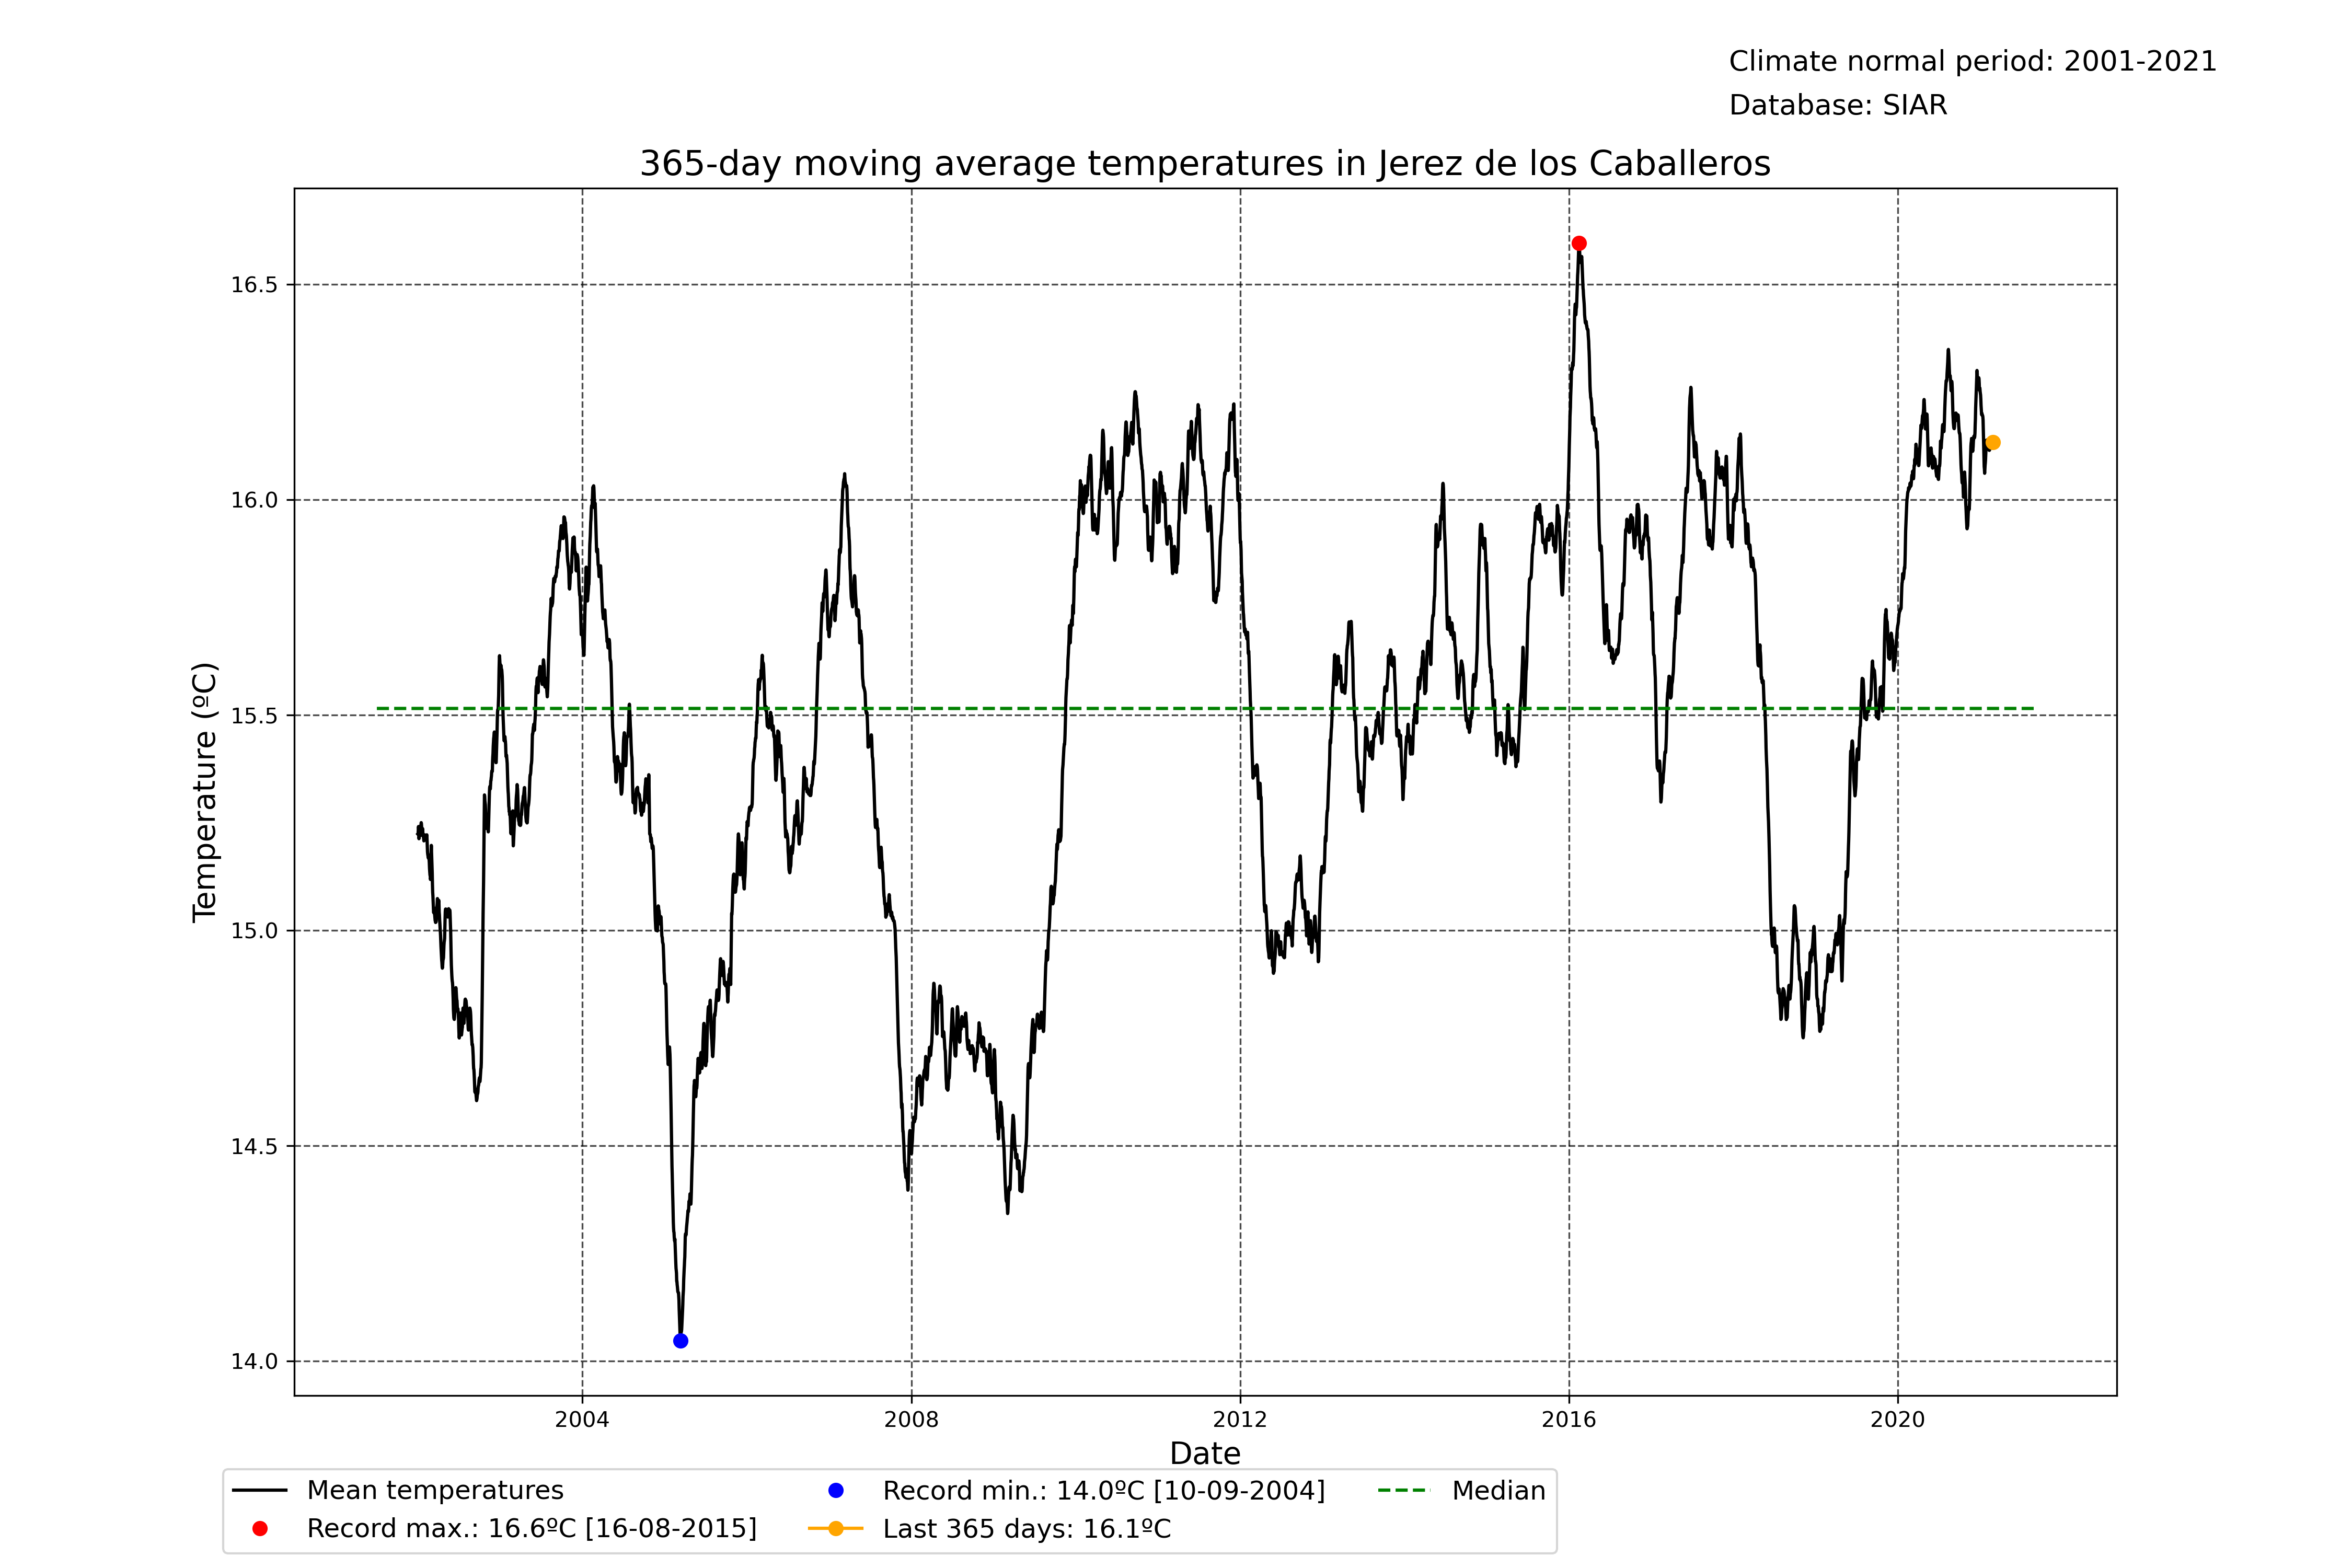 Climate normal period: 2001-2021
Database: SIAR
365-day moving average temperatures in Jerez de los Caballeros
16.5
16.0
15.5
15.0
14.5
14.0
Temperature (ºC)
2004 2008 2012 2016 2020
Date
Mean temperatures
Record max.: 16.6ºC [16-08-2015]
Record min.: 14.0ºC [10-09-2004]
Last 365 days: 16.1ºC
Median